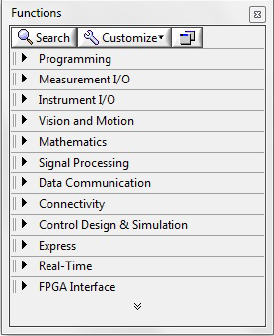 Functions
Search Customize
Programming
Measurement I/O
Instrument I/O
Vision and Motion
Mathematics
Signal Processing
Data Communication
Connectivity
Control Design & Simulation
Express
Real-Time
FPGA Interface